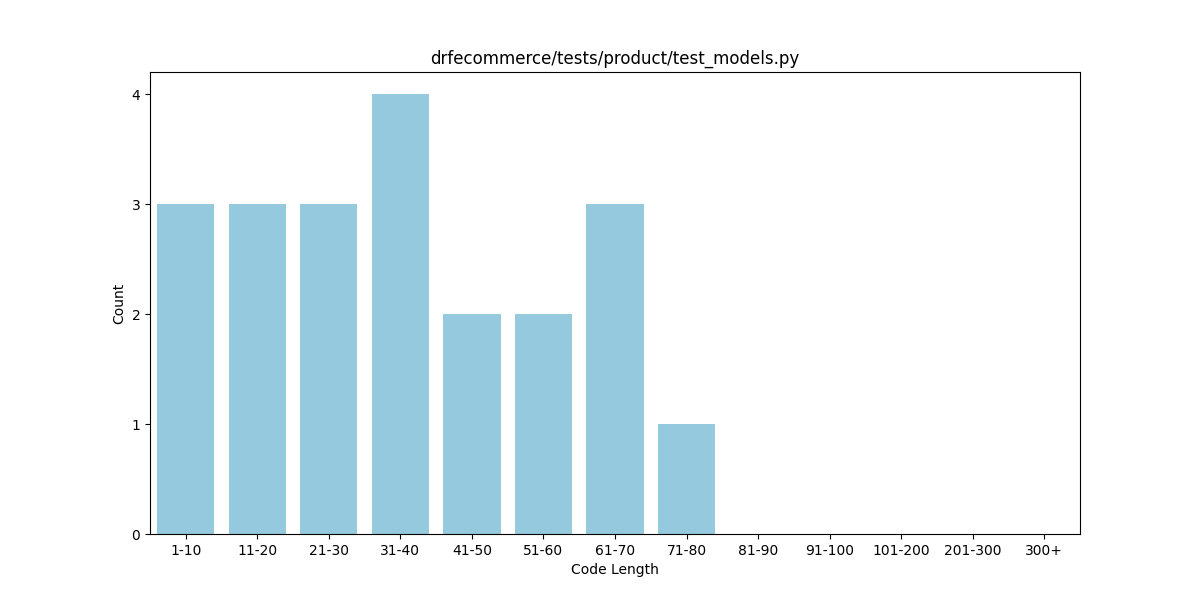 drfecommerce/tests/product/test_models.py
Count
4
3
2
1
0
1-10 11-20 21-30 31-40 41-50 51-60 61-70 71-80 81-90 91-100 101-200 201-300 300+
Code Length